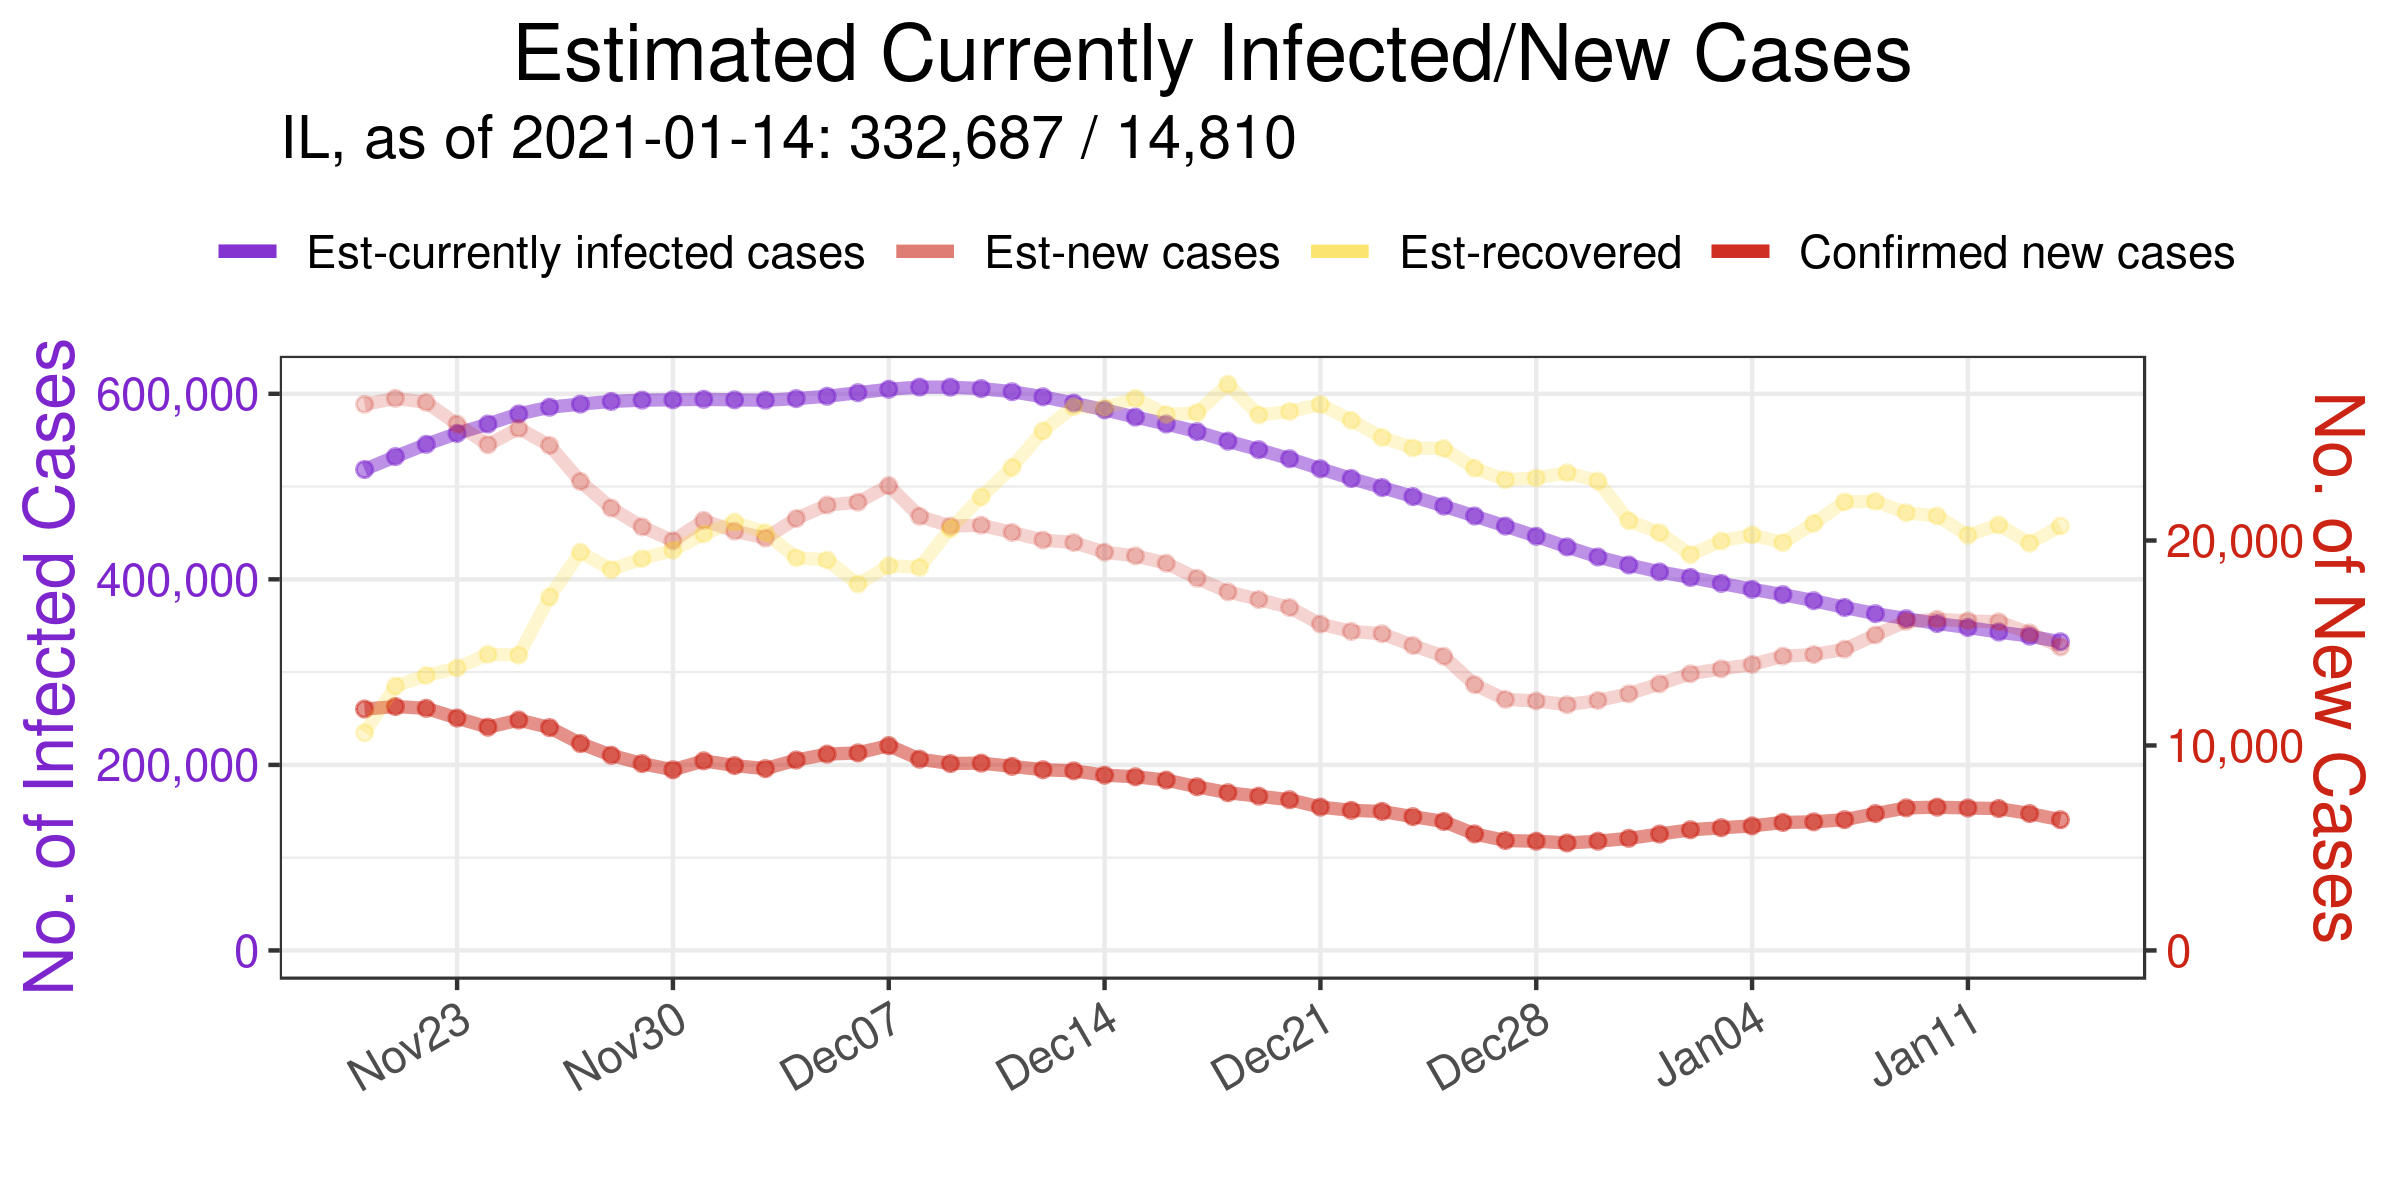 Estimated Currently Infected/New Cases
IL, as of 2021-01-14: 332,687 / 14,810
Est-currently infected cases Est-new cases Est-recovered Confirmed new cases
No. of Infected Cases
600,000
400,000
200,000
0
No. of New Cases
20,000
10,000
0
Nov23 Nov30 Dec07 Dec14 Dec21 Dec28 Jan04 Jan11